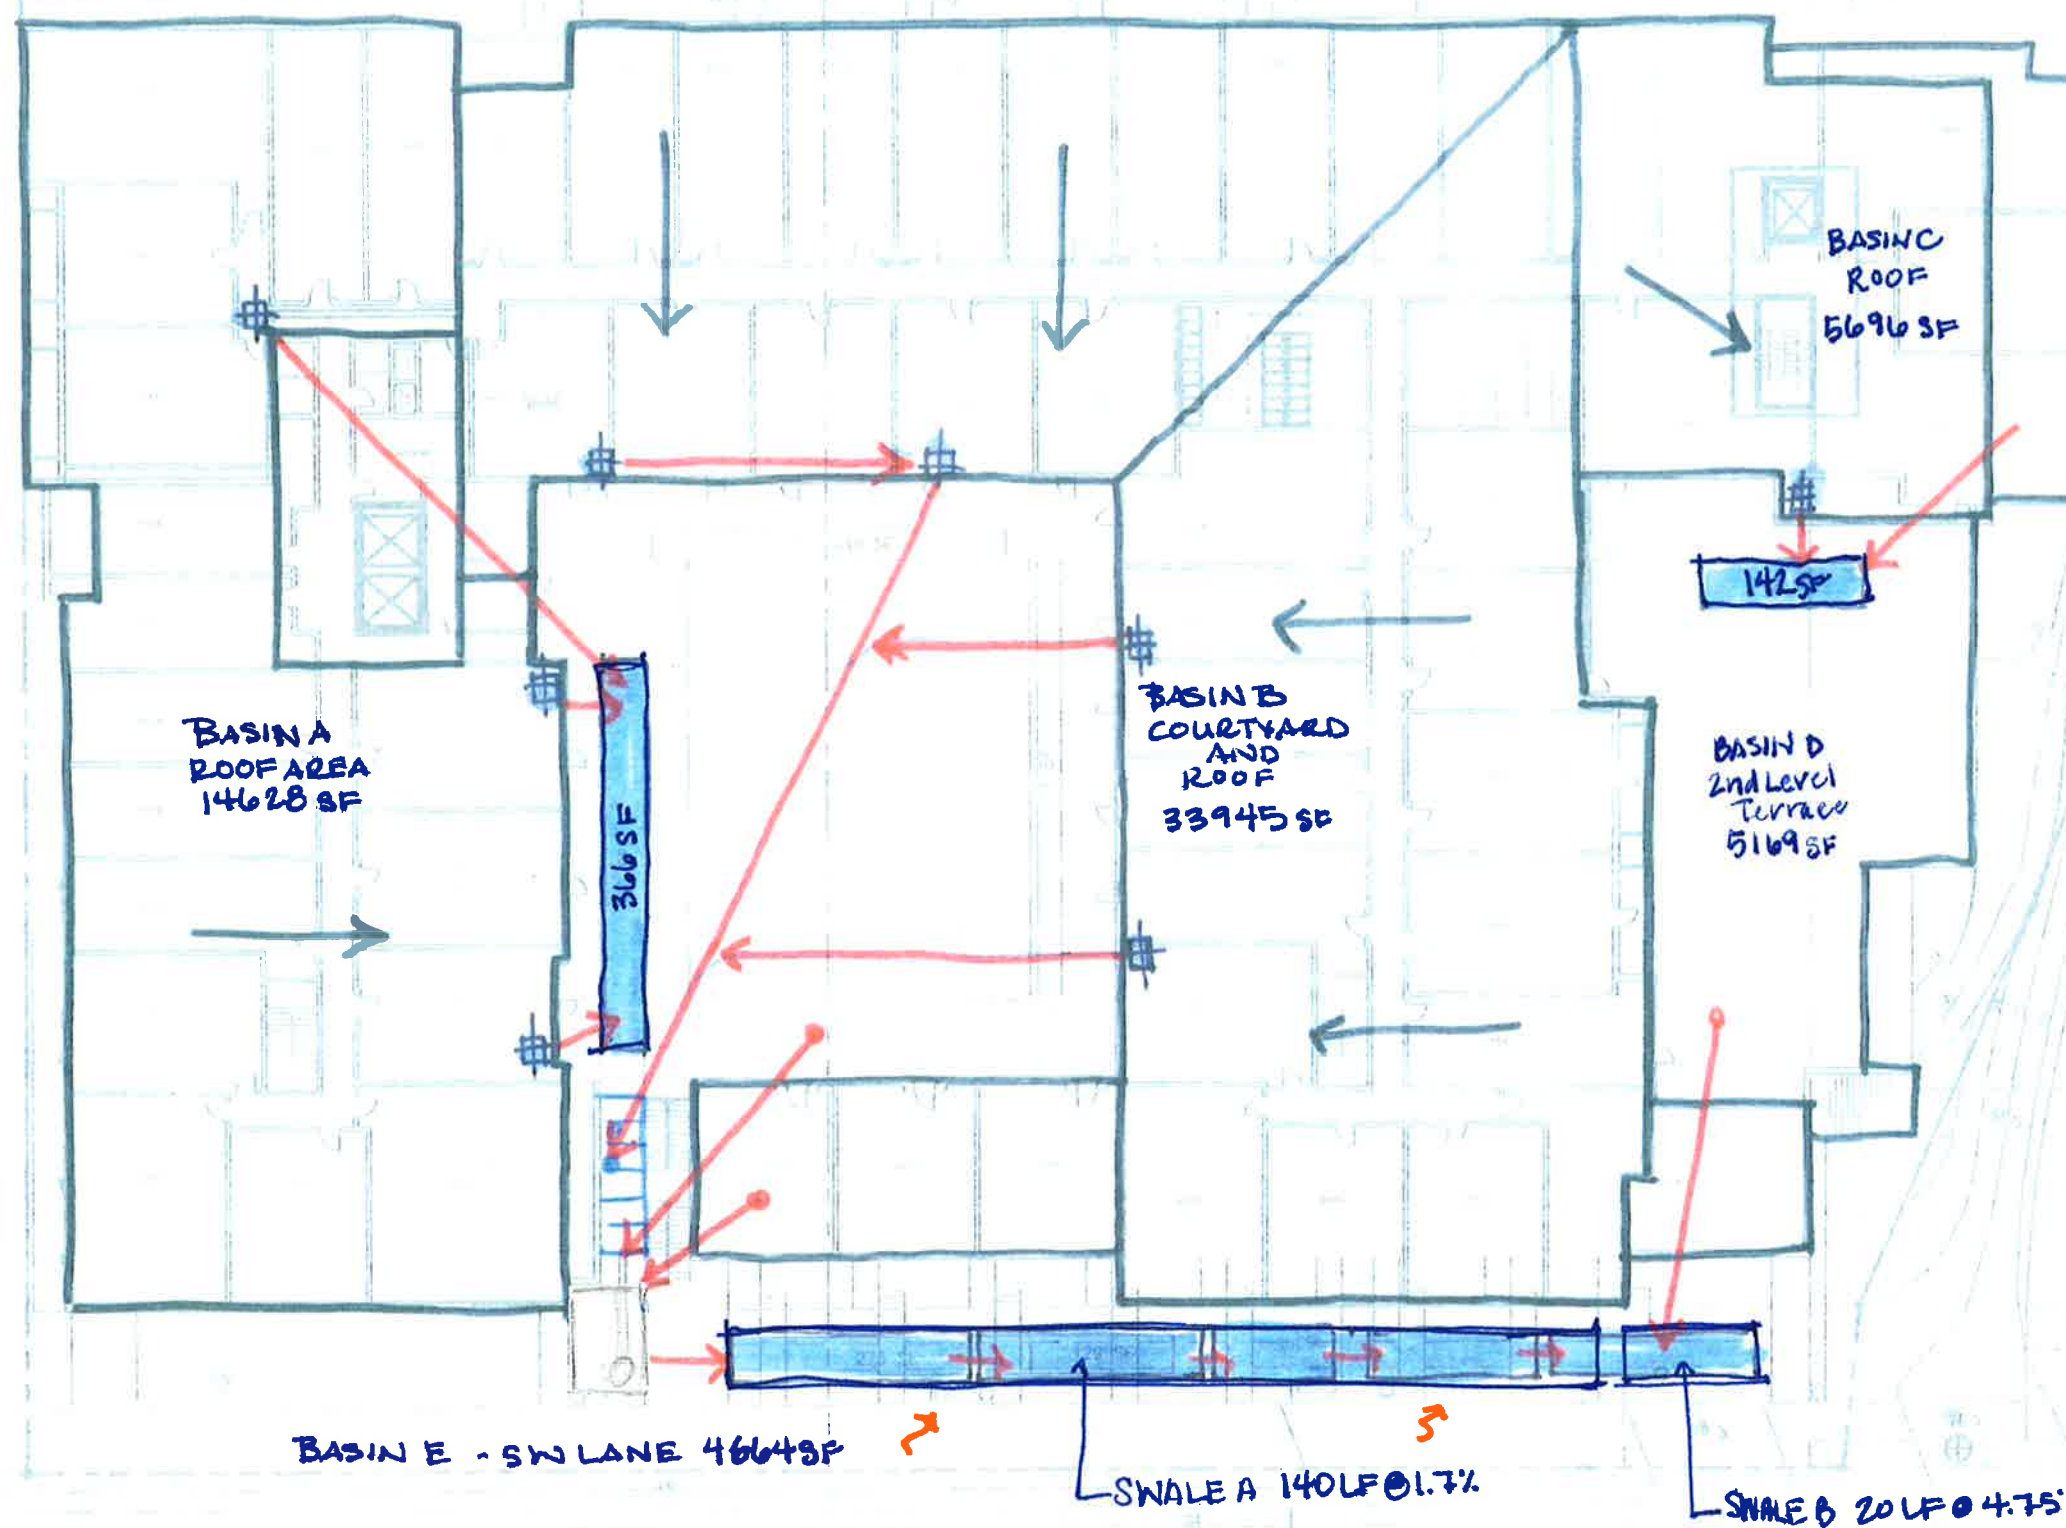 BASIN C
ROOF
5696 SF
142 SF
BASIN A
ROOF AREA
14628 SF
366 SF
BASIN B
COURTYARD
AND
ROOF
33945 SF
BASIN D
2nd Level
Terrace
5169 SF
BASIN E - SW LANE 4664 SF
SWALE A 140 LF @ 1.7%
SWALE B 20 LF @ 4.75